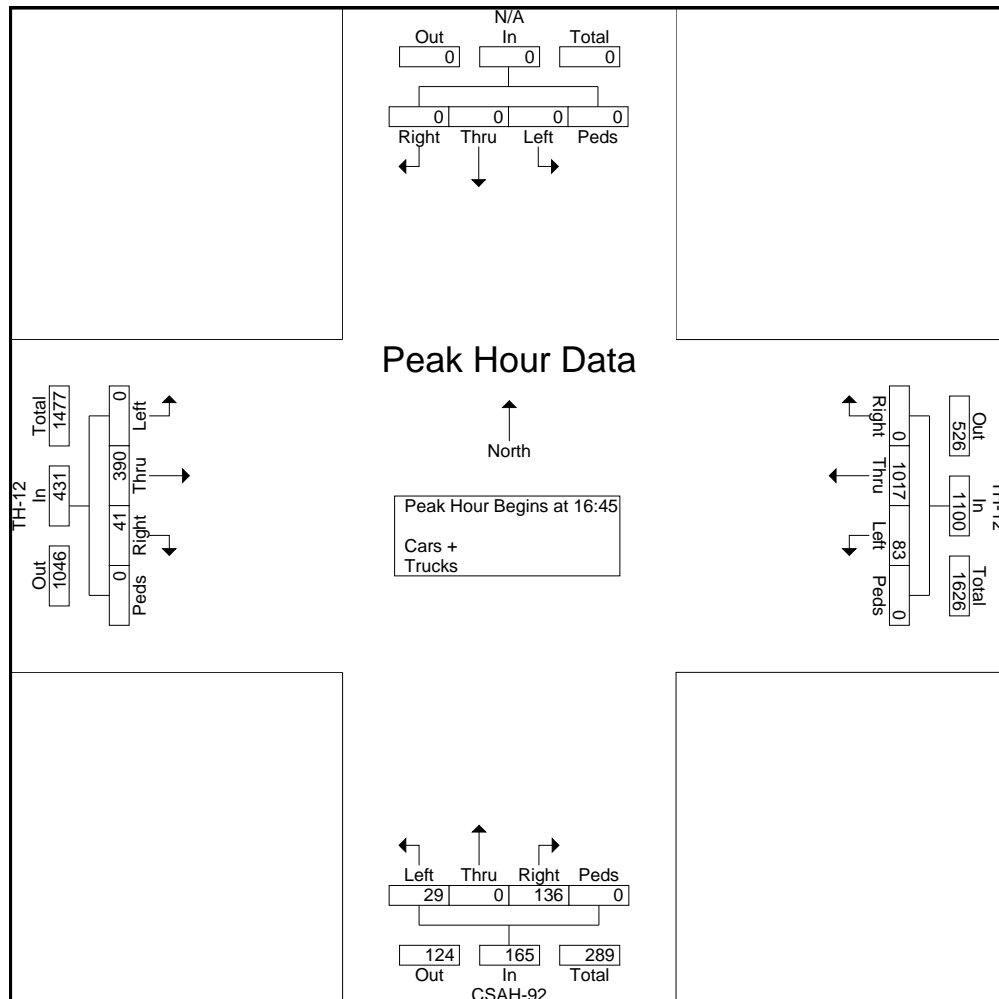 N/A
Out In Total
0 0 0
0 0 0 0
Right Thru Left Peds
Peak Hour Data
North
Peak Hour Begins at 16:45
Cars +
Trucks
TH-12
Out In Total
1046 431 1477
0 41 390 0
Peds Right Thru Left
TH-12
Out In Total
526 1100 1626
0 1017 83 0
Right Thru Left Peds
Left Thru Right Peds
29 0 136 0
124 165 289
Out In Total
CSAH-92